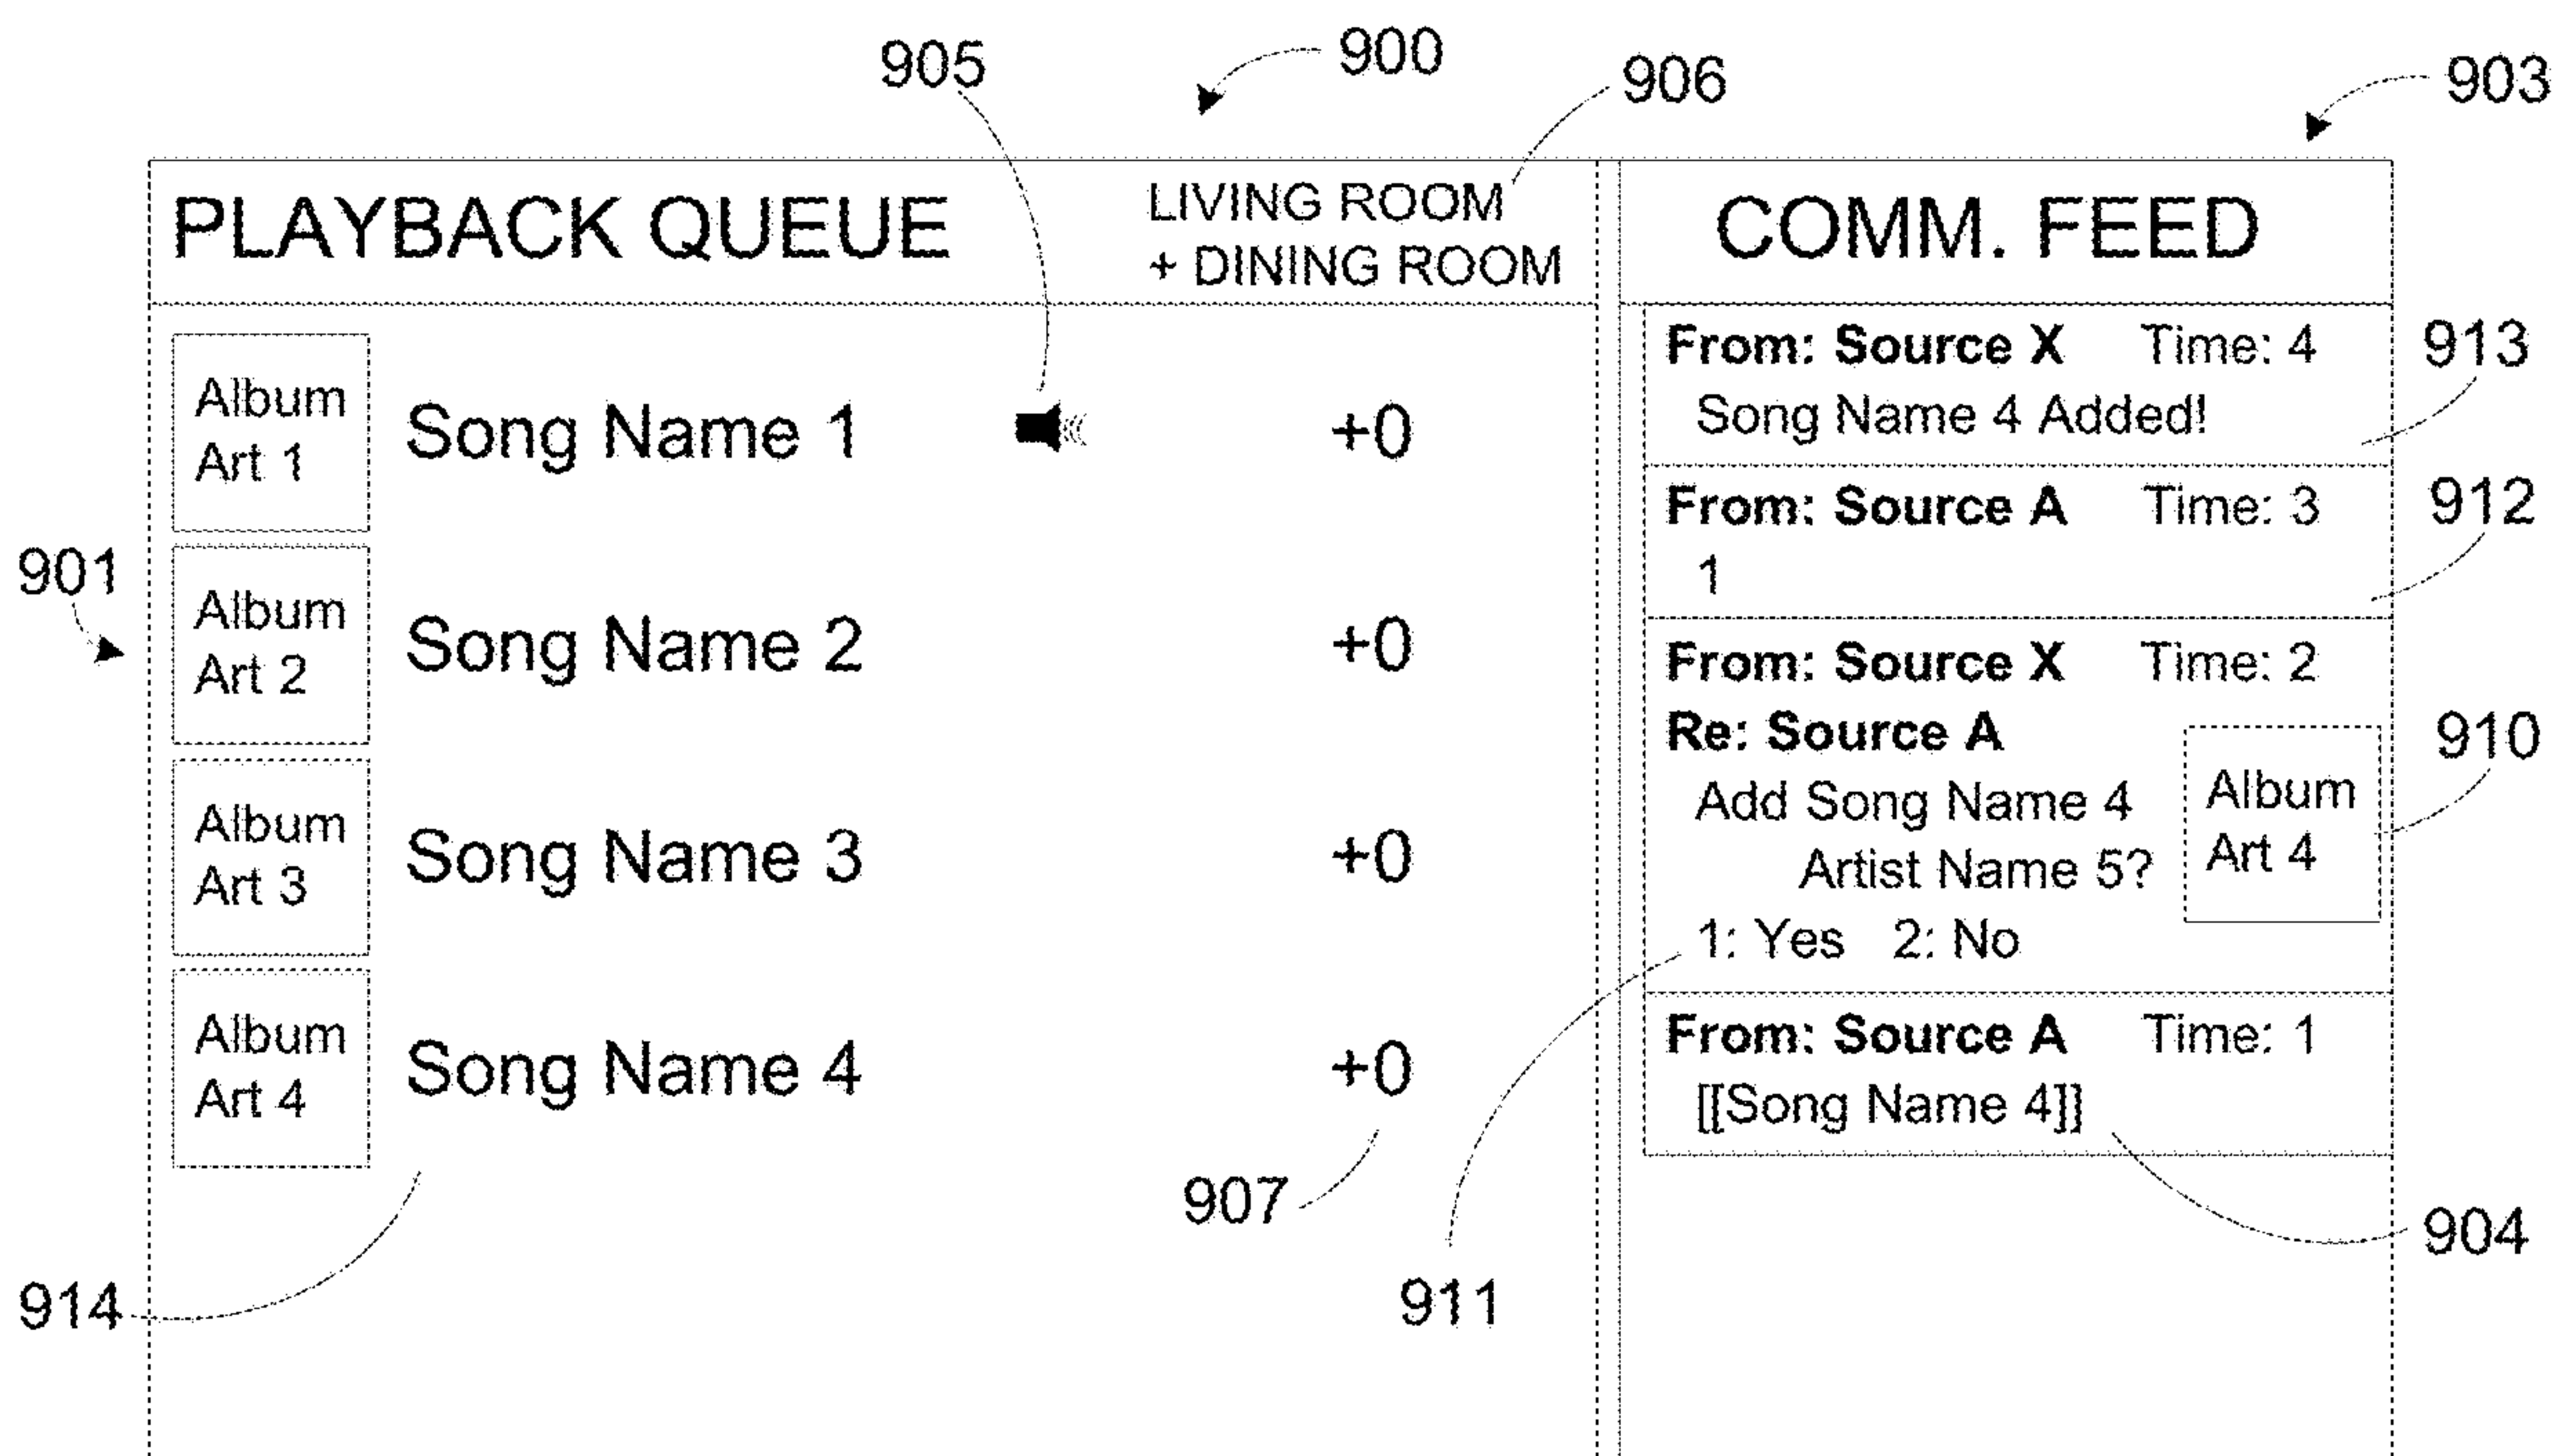 905
900
906
903
PLAYBACK QUEUE
LIVING ROOM
+ DINING ROOM
COMM. FEED
901
Album
Art 1
Song Name 1
+0
Album
Art 2
Song Name 2
+0
Album
Art 3
Song Name 3
+0
Album
Art 4
Song Name 4
+0
907
914
911
From: Source X Time: 4
Song Name 4 Added!
913
From: Source A Time: 3
1
912
From: Source X Time: 2
Re: Source A
Add Song Name 4
Artist Name 5?
1: Yes 2: No
Album
Art 4
910
From: Source A Time: 1
[[Song Name 4]]
904